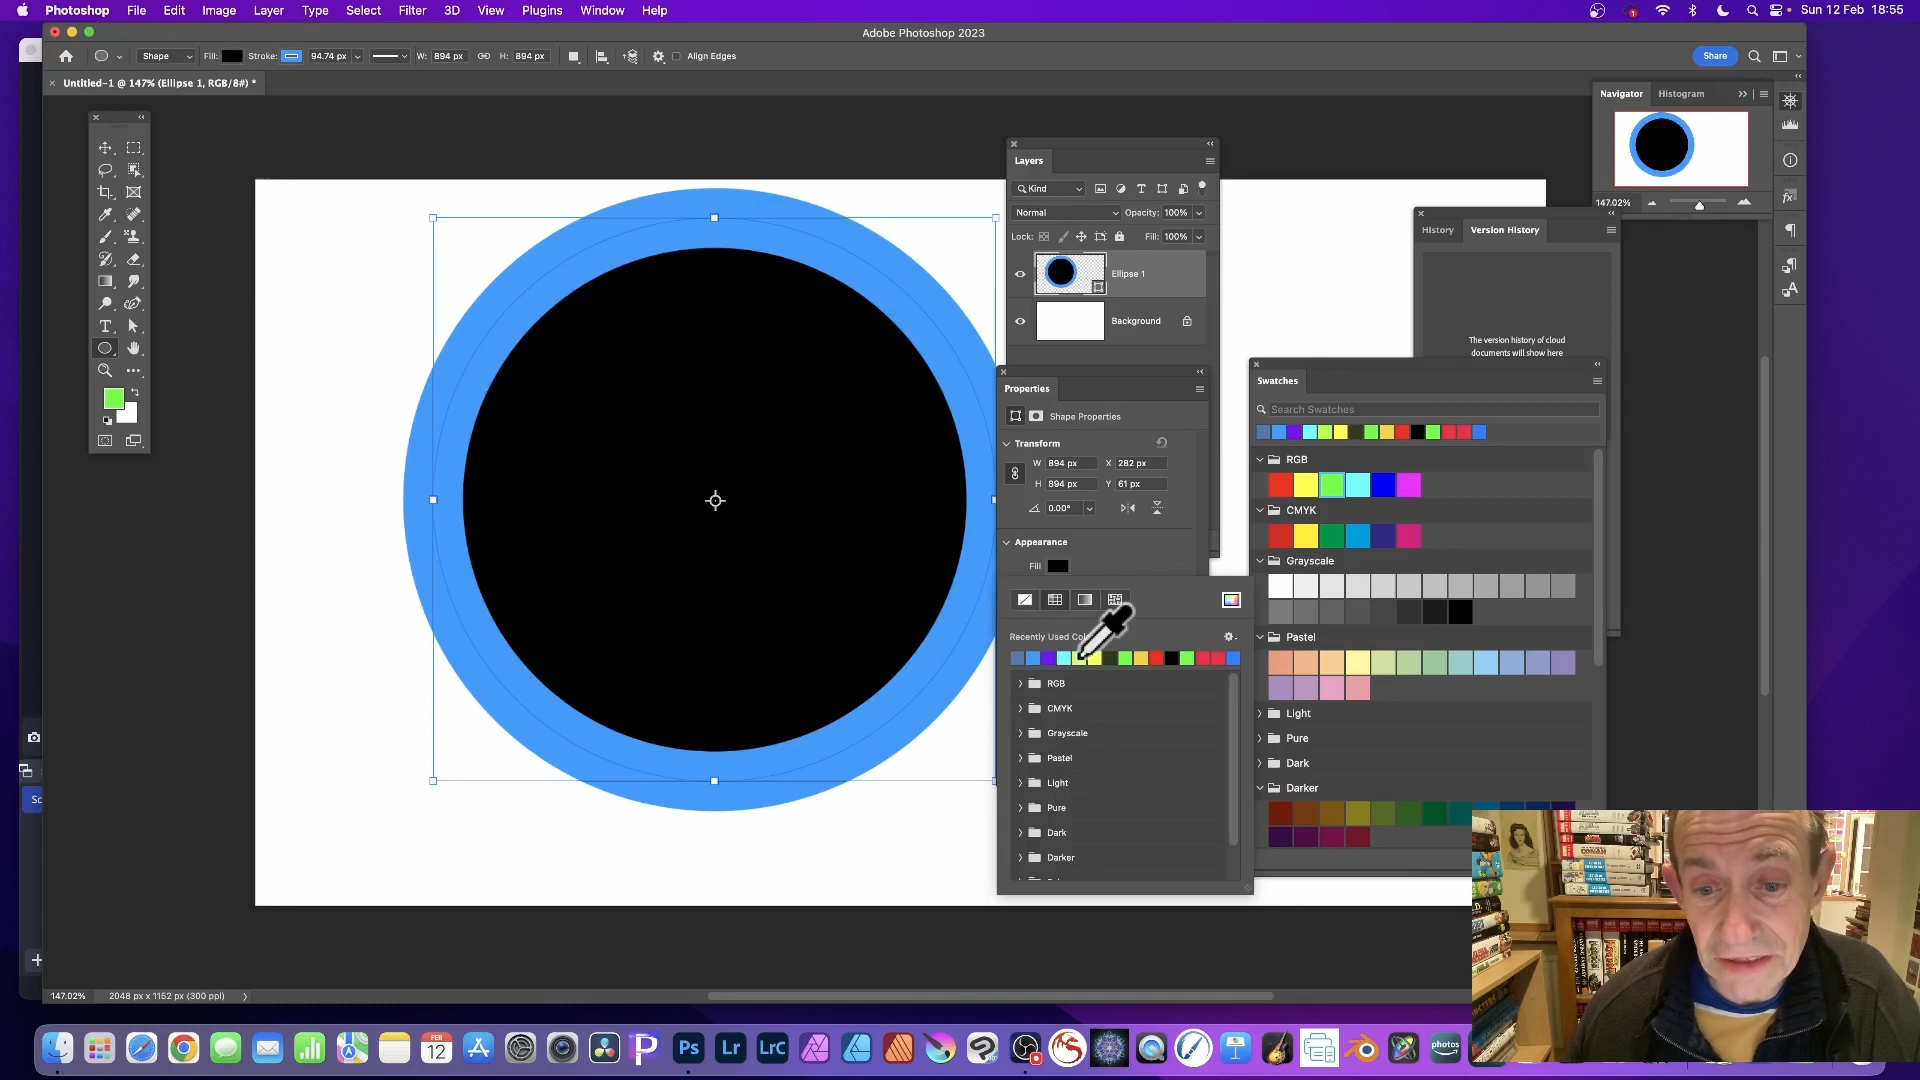 Photoshop File Edit Image Layer Type Select Filter 3D View Plugins Window Help Sun 12 Feb 18:55
Adobe Photoshop 2023
Shape Fill: Stroke: 94.74 px W: 894 px H: 894 px Align Edges Share
Untitled-1 @ 147% (Ellipse 1, RGB/8#) *
Navigator Histogram
147.02%
Layers
Kind
Normal Opacity: 100%
Lock: Fill: 100%
Ellipse 1
Background
History Version History
The version history of cloud
documents will show here
Properties
Shape Properties
Transform
W 894 px X 282 px
H 894 px Y 61 px
0.00°
Appearance
Fill
Recently Used
RGB
CMYK
Grayscale
Pastel
Light
Pure
Dark
Darker
Swatches
Search Swatches
RGB
CMYK
Grayscale
Pastel
Light
Pure
Dark
Darker
Sc
147.02% 2048 px x 1152 px (300 ppi)
FEB
12
Ps Lr LrC
photos